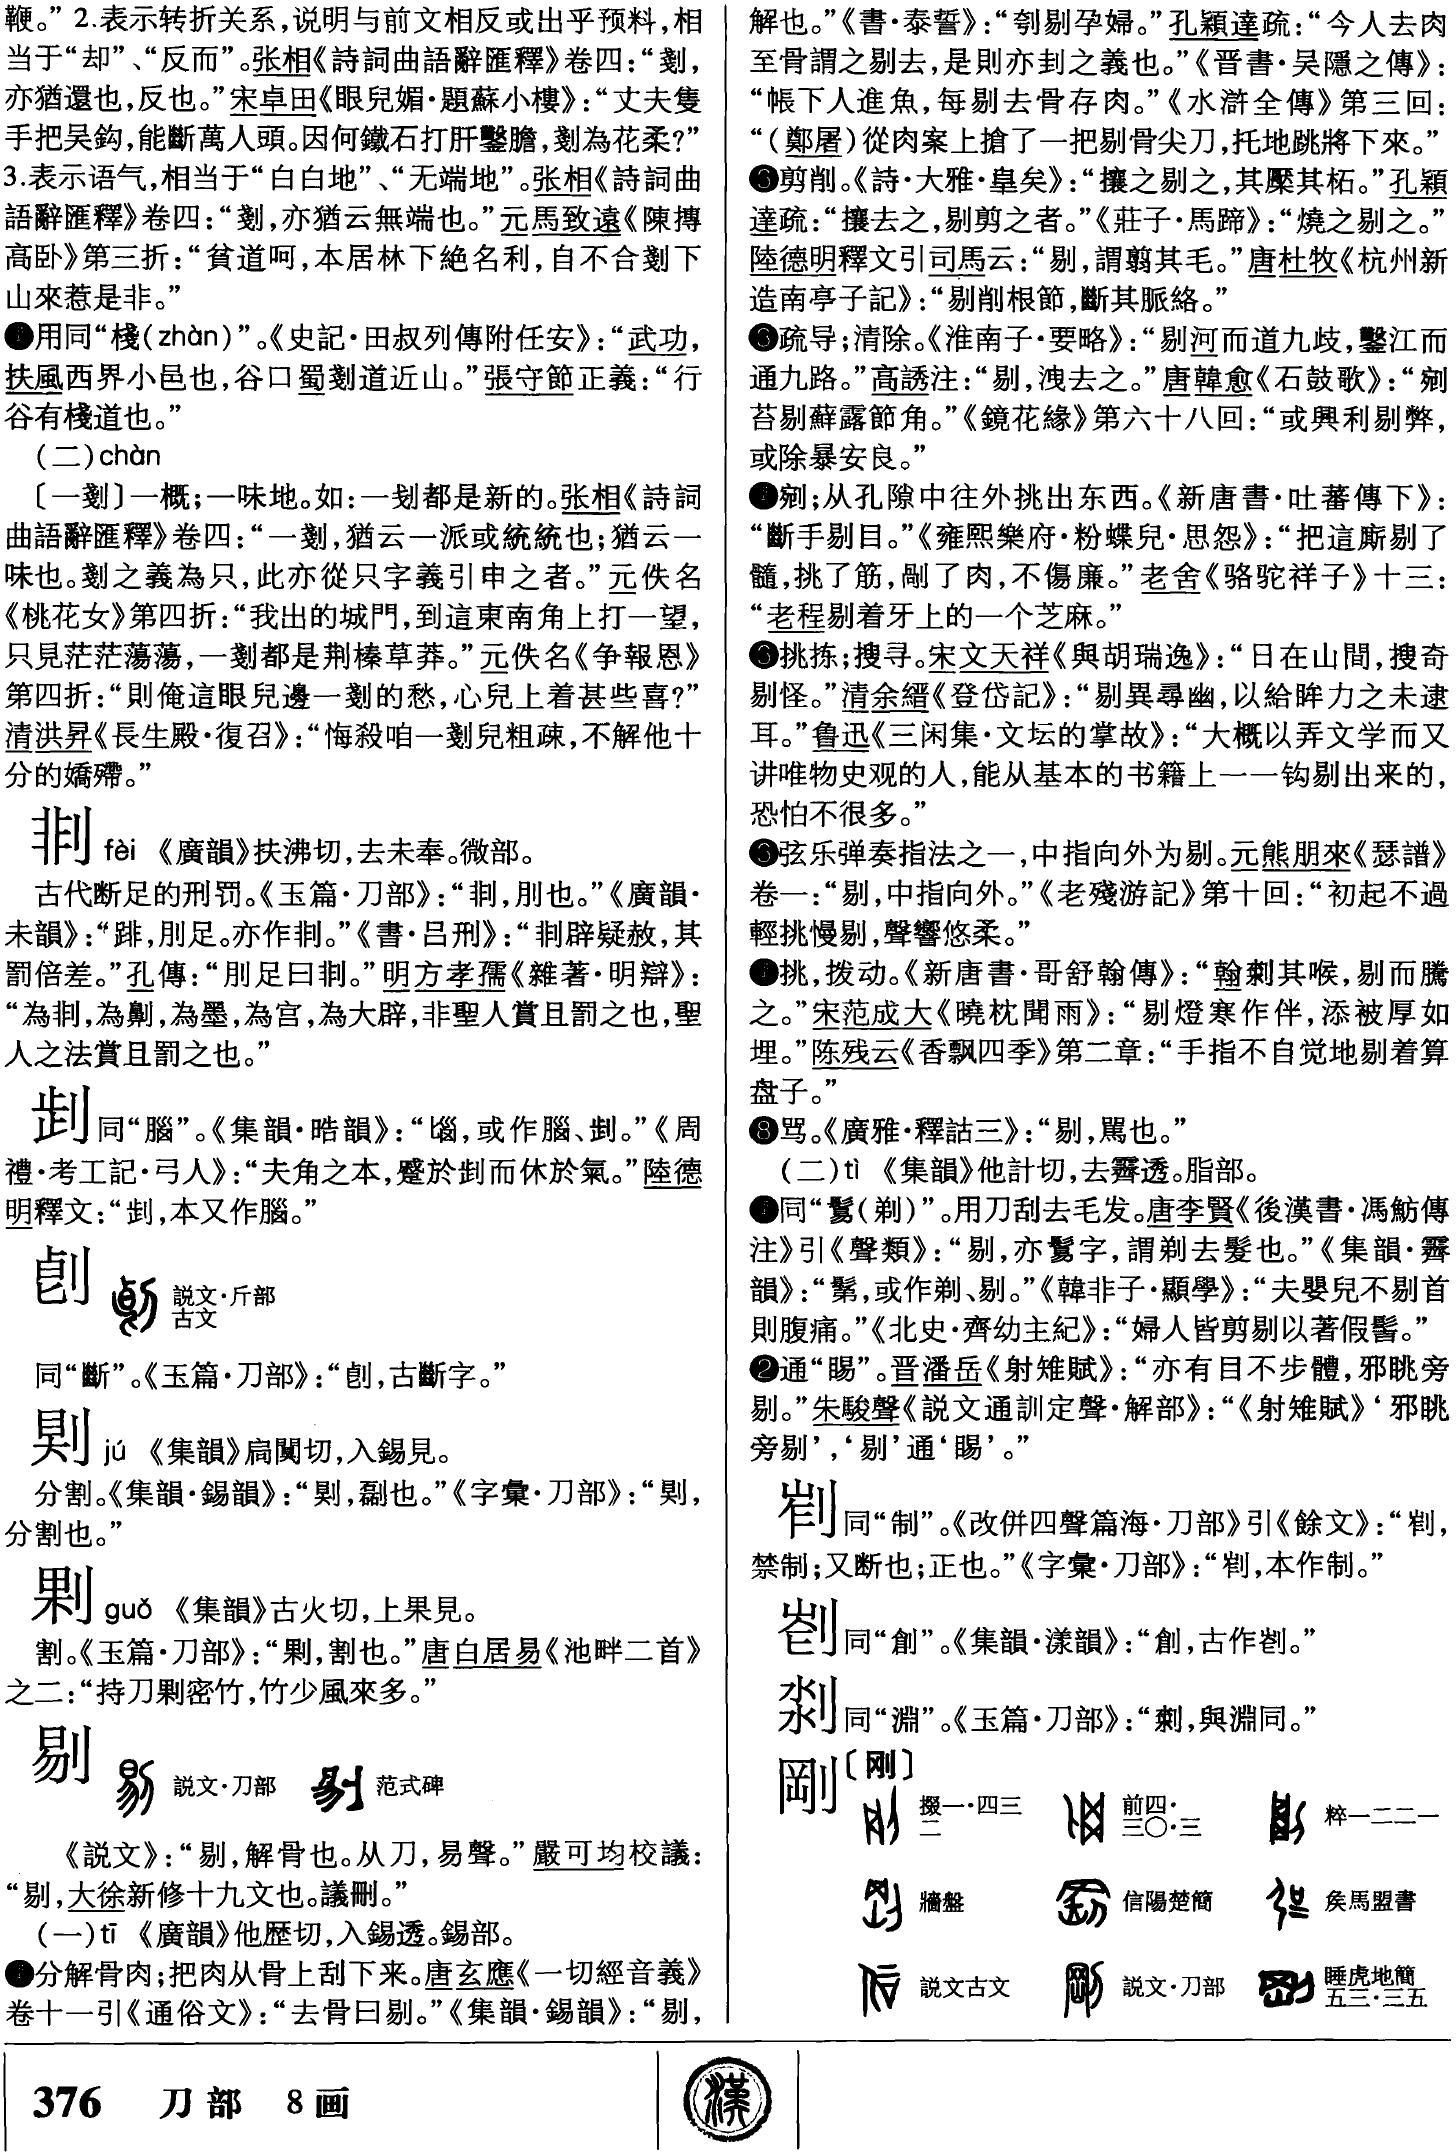 鞭。”2.表示转折关系,说明与前文相反或出乎预料,相
当于“却”、“反而”。张相《詩詞曲語辭匯釋》卷四:“剗,
亦猶還也,反也。”宋卓田《眼兒媚·題蘇小樓》:“丈夫隻
手把吴鈎,能斷萬人頭。因何鐵石打肝鑿膽,剗為花柔?”
3.表示语气,相当于“白白地”、“无端地”。张相《詩詞曲
語辭匯釋》卷四:“剗,亦猶云無端也。”元馬致遠《陳摶
高卧》第三折:“貧道呵,本居林下絶名利,自不合剗下
山來惹是非。”
用同“棧(zhàn)”。《史記·田叔列傳附任安》:“武功,
扶風西界小邑也,谷口蜀剗道近山。”張守節正義:“行
谷有棧道也。”
(二)chàn
〔一剗〕一概;一味地。如:一划都是新的。张相《詩詞
曲語辭匯釋》卷四:“一剗,猶云一派或統統也;猶云一
味也。剗之義為只,此亦從只字義引申之者。”元佚名
《桃花女》第四折:“我出的城門,到這東南角上打一望,
只見茫茫蕩蕩,一剗都是荆榛草莽。”元佚名《争報恩》
第四折:“則俺這眼兒邊一剗的愁,心兒上着甚些喜?”
清洪昇《長生殿·復召》:“悔殺咱一剗兒粗疎,不解他十
分的嬌殢。”
剕 fèi 《廣韻》扶沸切,去未奉。微部。
古代断足的刑罚。《玉篇·刀部》:“剕,刖也。”《廣韻·
未韻》:“跸,刖足。亦作剕。”《書·吕刑》:“剕辟疑赦,其
罰倍差。”孔傳:“刖足曰剕。”明方孝孺《雜著·明辯》:
“為剕,為劓,為墨,為宫,為大辟,非聖人賞且罰之也,聖
人之法賞且罰之也。”
㓸同“腦”。《集韻·晧韻》:“𡿺,或作腦、㓸。”《周
禮·考工記·弓人》:“夫角之本,蹙於㓸而休於氣。”陸德
明釋文:“㓸,本又作腦。”
𠜻 説文·斤部
古文
同“斷”。《玉篇·刀部》:“𠜻,古斷字。”
𠜹 jú 《集韻》扃闃切,入錫見。
分割。《集韻·錫韻》:“𠜹,劀也。”《字彙·刀部》:“𠜹,
分割也。”
剽 guǒ 《集韻》古火切,上果見。
割。《玉篇·刀部》:“𠜴,割也。”唐白居易《池畔二首》
之二:“持刀𠜴密竹,竹少風來多。”
剔 説文·刀部 范式碑
《説文》:“剔,解骨也。从刀,易聲。”嚴可均校議:
“剔,大徐新修十九文也。議刪。”
(一)tī 《廣韻》他歷切,入錫透。錫部。
分解骨肉;把肉从骨上刮下来。唐玄應《一切經音義》
卷十一引《通俗文》:“去骨曰剔。”《集韻·錫韻》:“剔,
解也。”《書·泰誓》:“刳剔孕婦。”孔穎達疏:“今人去肉
至骨謂之剔去,是則亦刲之義也。”《晋書·吴隱之傳》:
“帳下人進魚,每剔去骨存肉。”《水滸全傳》第三回:
“(鄭屠)從肉案上搶了一把剔骨尖刀,托地跳將下來。”
剪削。《詩·大雅·皇矣》:“攘之剔之,其檿其柘。”孔穎
達疏:“攘去之,剔剪之者。”《莊子·馬蹄》:“燒之剔之。”
陸德明釋文引司馬云:“剔,謂翦其毛。”唐杜牧《杭州新
造南亭子記》:“剔削根節,斷其脈絡。”
疏导;清除。《淮南子·要略》:“剔河而道九歧,鑿江而
通九路。”高誘注:“剔,洩去之。”唐韓愈《石鼓歌》:“剜
苔剔蘚露節角。”《鏡花緣》第六十八回:“或興利剔弊,
或除暴安良。”
剜;从孔隙中往外挑出东西。《新唐書·吐蕃傳下》:
“斷手剔目。”《雍熙樂府·粉蝶兒·思怨》:“把這廝剔了
髓,挑了筋,剮了肉,不傷廉。”老舍《骆驼祥子》十三:
“老程剔着牙上的一个芝麻。”
挑拣;搜寻。宋文天祥《與胡瑞逸》:“日在山間,搜奇
剔怪。”清余縉《登岱記》:“剔異尋幽,以給眸力之未逮
耳。”鲁迅《三闲集·文坛的掌故》:“大概以弄文学而又
讲唯物史观的人,能从基本的书籍上一一钩剔出来的,
恐怕不很多。”
弦乐弹奏指法之一,中指向外为剔。元熊朋來《瑟譜》
卷一:“剔,中指向外。”《老殘游記》第十回:“初起不過
輕挑慢剔,聲響悠柔。”
挑,拨动。《新唐書·哥舒翰傳》:“翰刺其喉,剔而騰
之。”宋范成大《曉枕聞雨》:“剔燈寒作伴,添被厚如
埋。”陈残云《香飘四季》第二章:“手指不自觉地剔着算
盘子。”
❽骂。《廣雅·釋詁三》:“剔,罵也。”
(二)tì 《集韻》他計切,去霽透。脂部。
同“鬄(剃)”。用刀刮去毛发。唐李賢《後漢書·馮魴傳
注》引《聲類》:“剔,亦鬄字,謂剃去髮也。”《集韻·霽
韻》:“鬀,或作剃、剔。”《韓非子·顯學》:“夫嬰兒不剔首
則腹痛。”《北史·齊幼主紀》:“婦人皆剪剔以著假髻。”
❷通“惕”。晋潘岳《射雉賦》:“亦有目不步體,邪眺旁
剔。”朱駿聲《説文通訓定聲·解部》:“《射雉賦》‘邪眺
旁剔’,‘剔’通‘惕’。”
𠜾同“制”。《改併四聲篇海·刀部》引《餘文》:“𠜾,
禁制;又断也;正也。”《字彙·刀部》:“𠜾,本作制。”
㓽同“創”。《集韻·漾韻》:“創,古作㓽。”
㴊同“淵”。《玉篇·刀部》:“㓹,與淵同。”
剛〔刚〕
掇一·四三
二
前四·
三〇·三
粹一二二一
牆盤
信陽楚簡
矦馬盟書
説文古文
説文·刀部
睡虎地簡
五三·三五
376 刀部 8画
漢